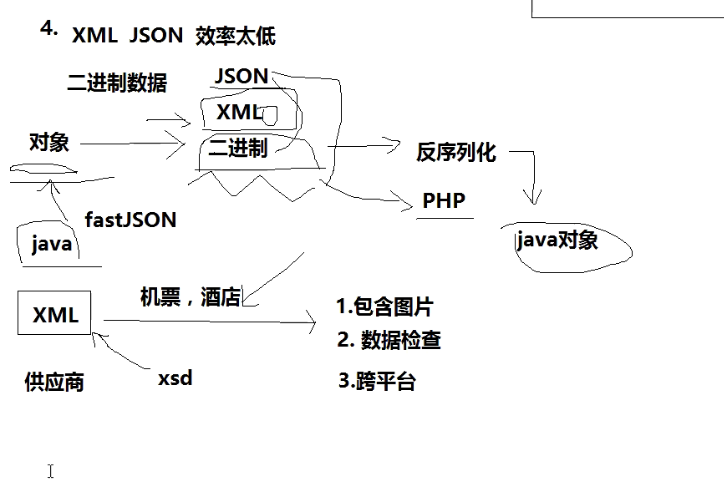 4. XML JSON 效率太低
二进制数据
JSON
XML
对象
二进制
反序列化
PHP
fastJSON
java
java对象
机票，酒店
XML
1.包含图片
2. 数据检查
供应商
xsd
3.跨平台